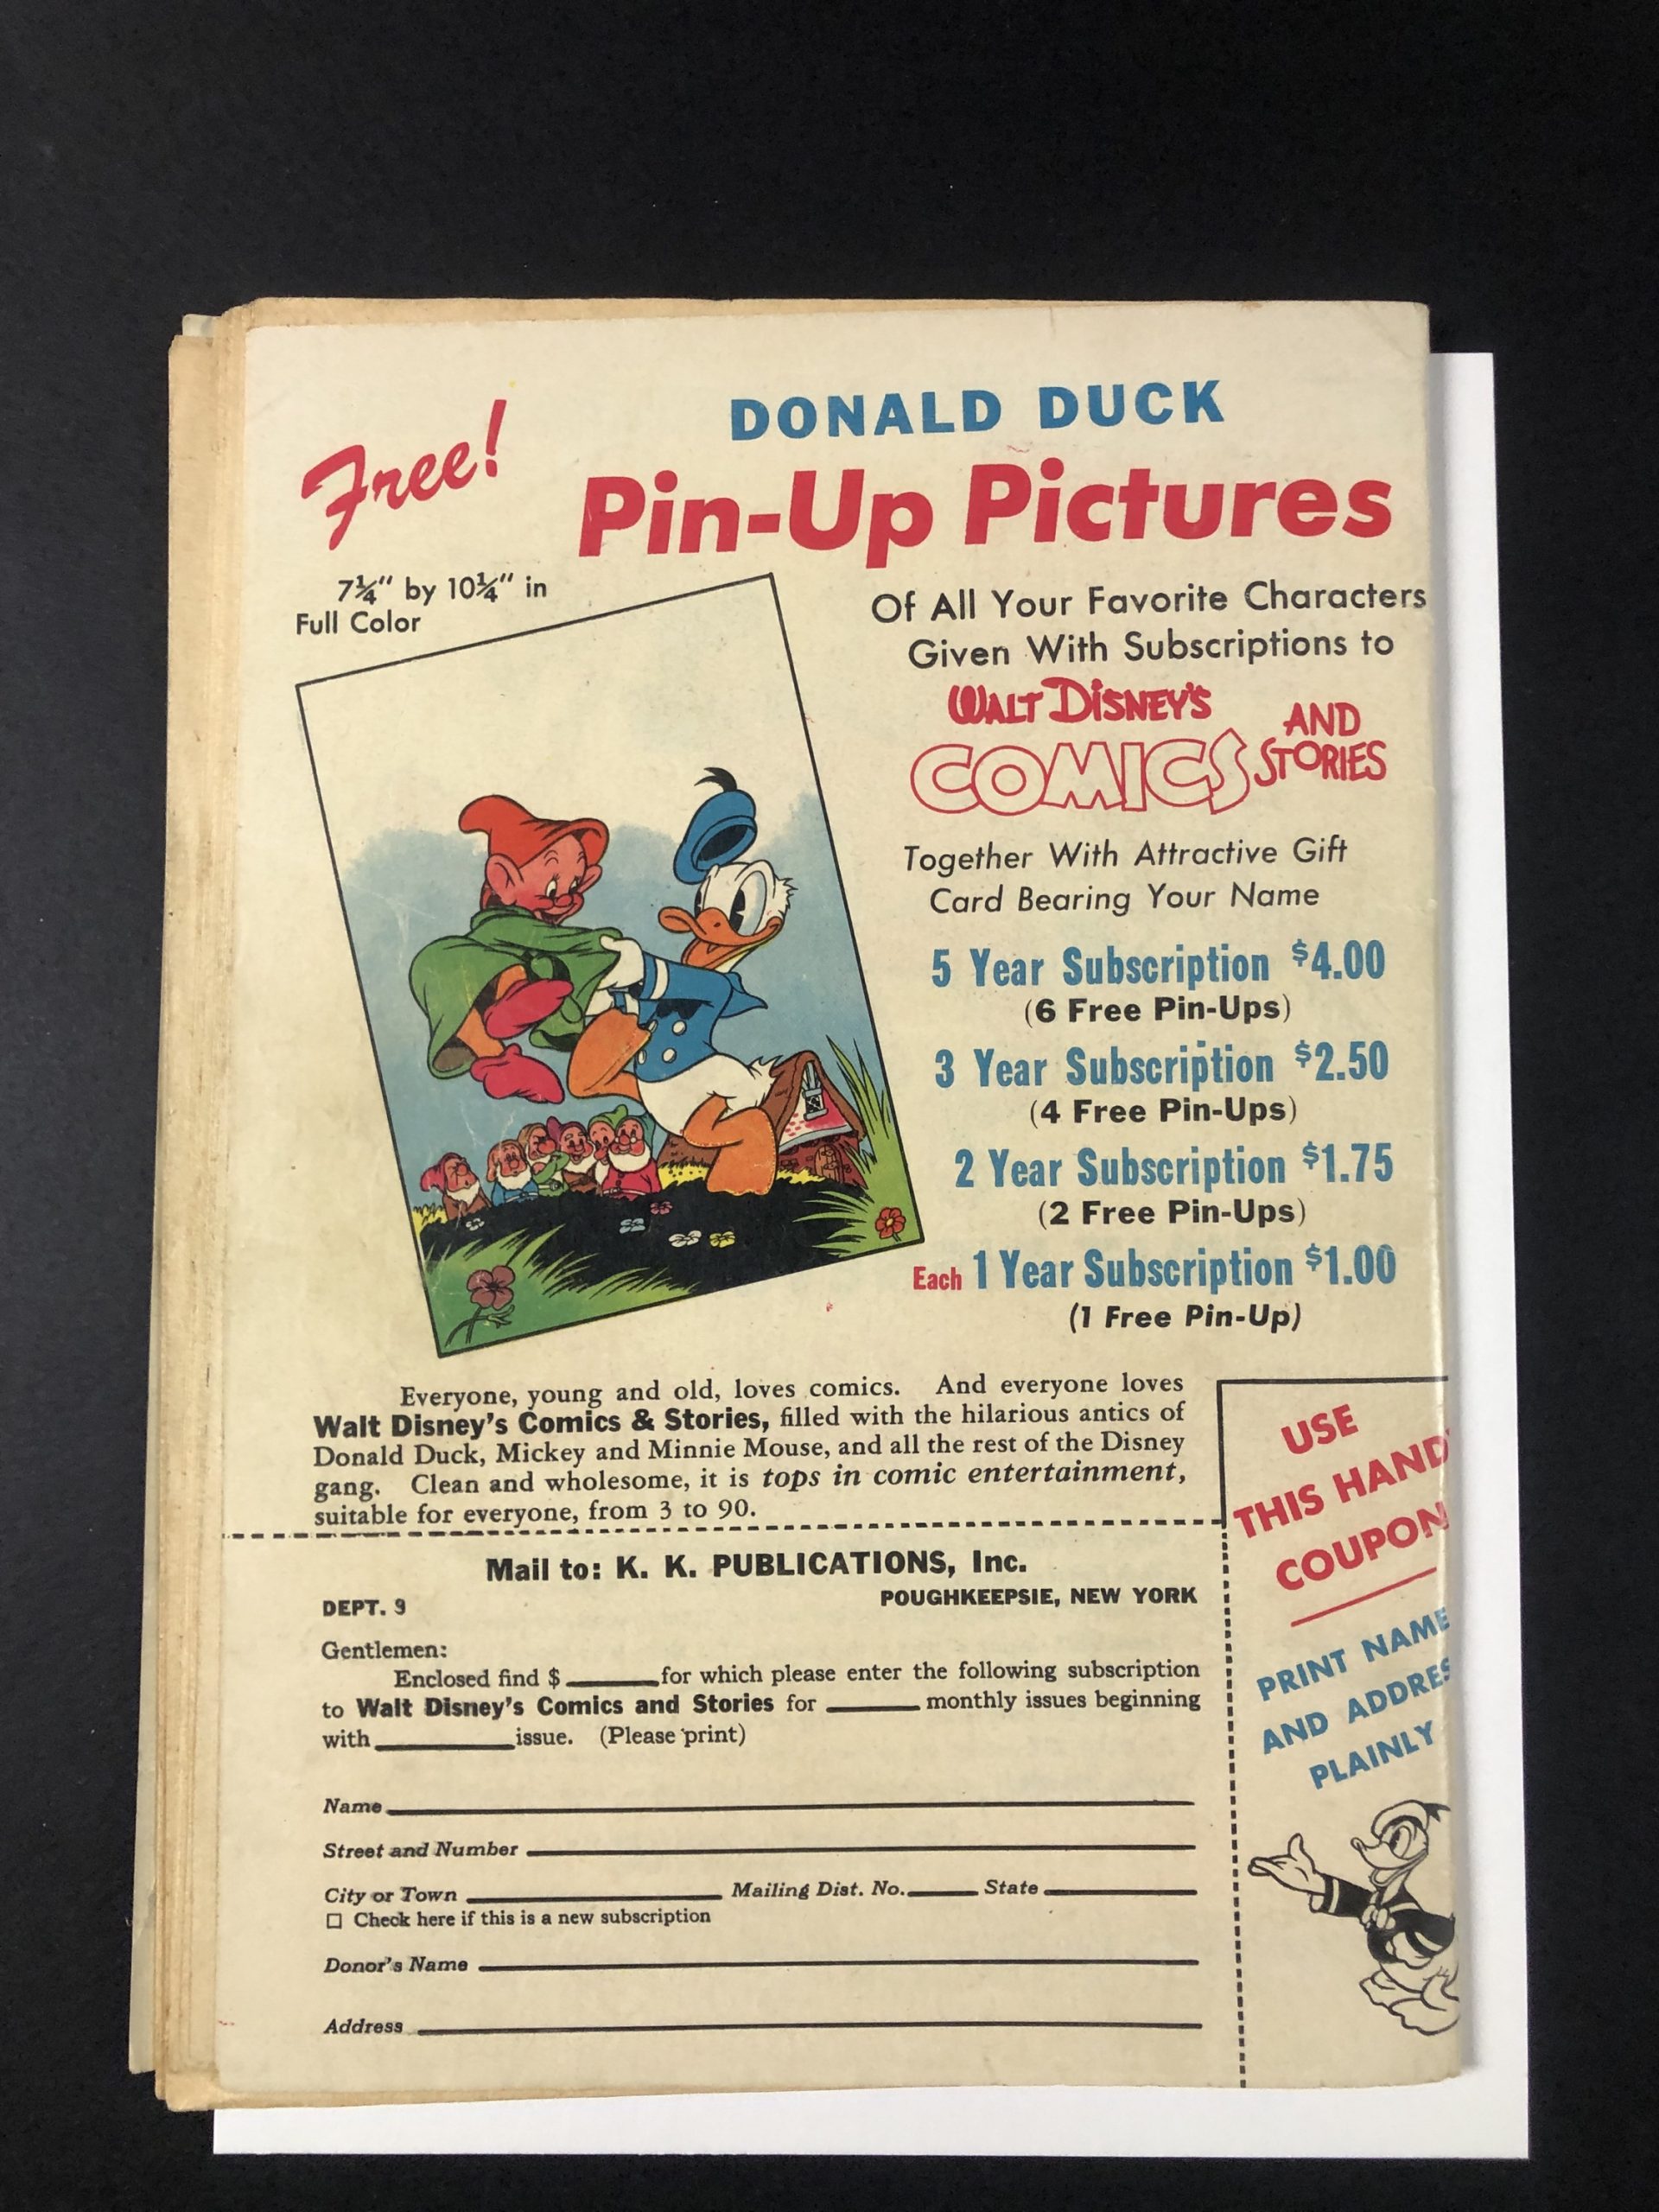 Free!
DONALD DUCK
Pin-Up Pictures
7¼" by 10¼" in
Full Color
Of All Your Favorite Characters
Given With Subscriptions to
WALT DISNEY'S
COMICS AND STORIES
Together With Attractive Gift
Card Bearing Your Name
5 Year Subscription $4.00
(6 Free Pin-Ups)
3 Year Subscription $2.50
(4 Free Pin-Ups)
2 Year Subscription $1.75
(2 Free Pin-Ups)
Each 1 Year Subscription $1.00
(1 Free Pin-Up)
Everyone, young and old, loves comics. And everyone loves
Walt Disney's Comics & Stories, filled with the hilarious antics of
Donald Duck, Mickey and Minnie Mouse, and all the rest of the Disney
gang. Clean and wholesome, it is tops in comic entertainment,
suitable for everyone, from 3 to 90.
USE
THIS HAND
COUPON
PRINT NAME
AND ADDRES
PLAINLY
Mail to: K. K. PUBLICATIONS, Inc.
DEPT. 9 POUGHKEEPSIE, NEW YORK
Gentlemen:
Enclosed find $ for which please enter the following subscription
to Walt Disney's Comics and Stories for monthly issues beginning
with issue. (Please print)
Name
Street and Number
City or Town Mailing Dist. No. State
☐ Check here if this is a new subscription
Donor's Name
Address